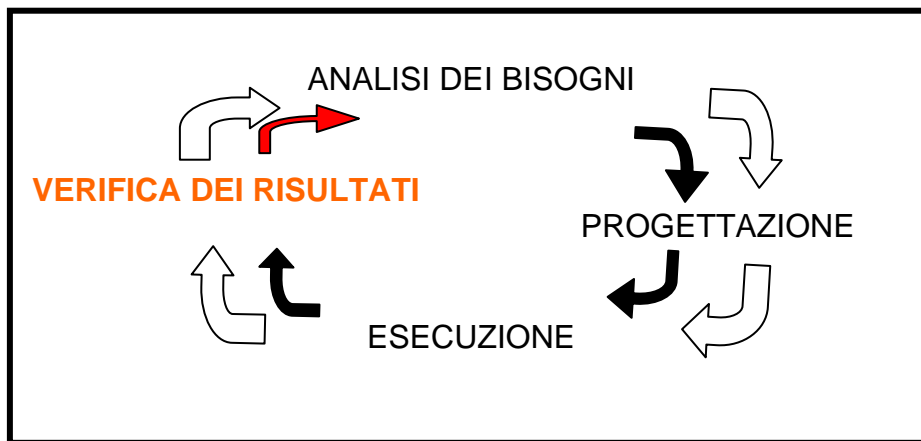 ANALISI DEI BISOGNI
VERIFICA DEI RISULTATI
PROGETTAZIONE
ESECUZIONE